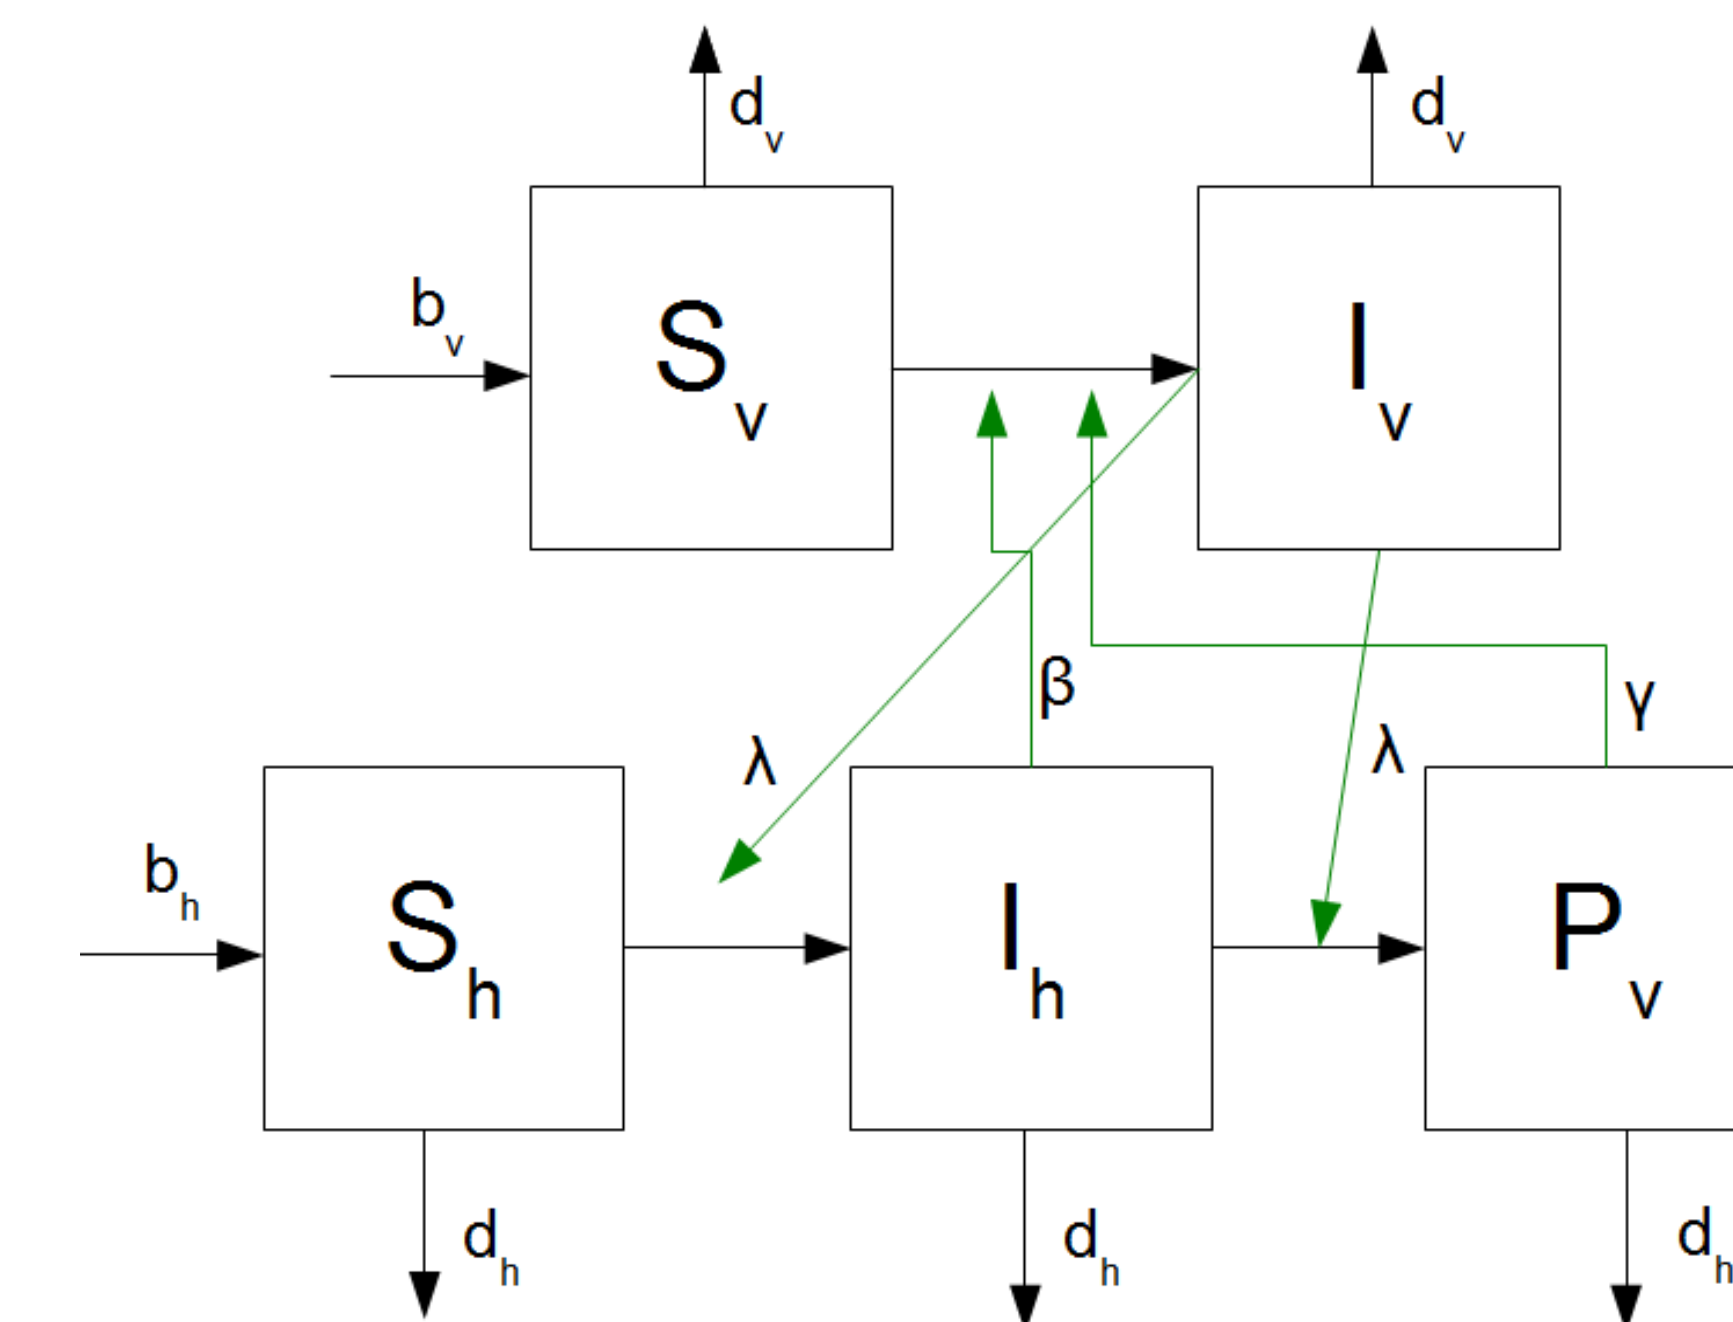 d_v
d_v
b_v
S_v
I_v
β
γ
λ
λ
b_h
S_h
I_h
P_v
d_h
d_h
d_h